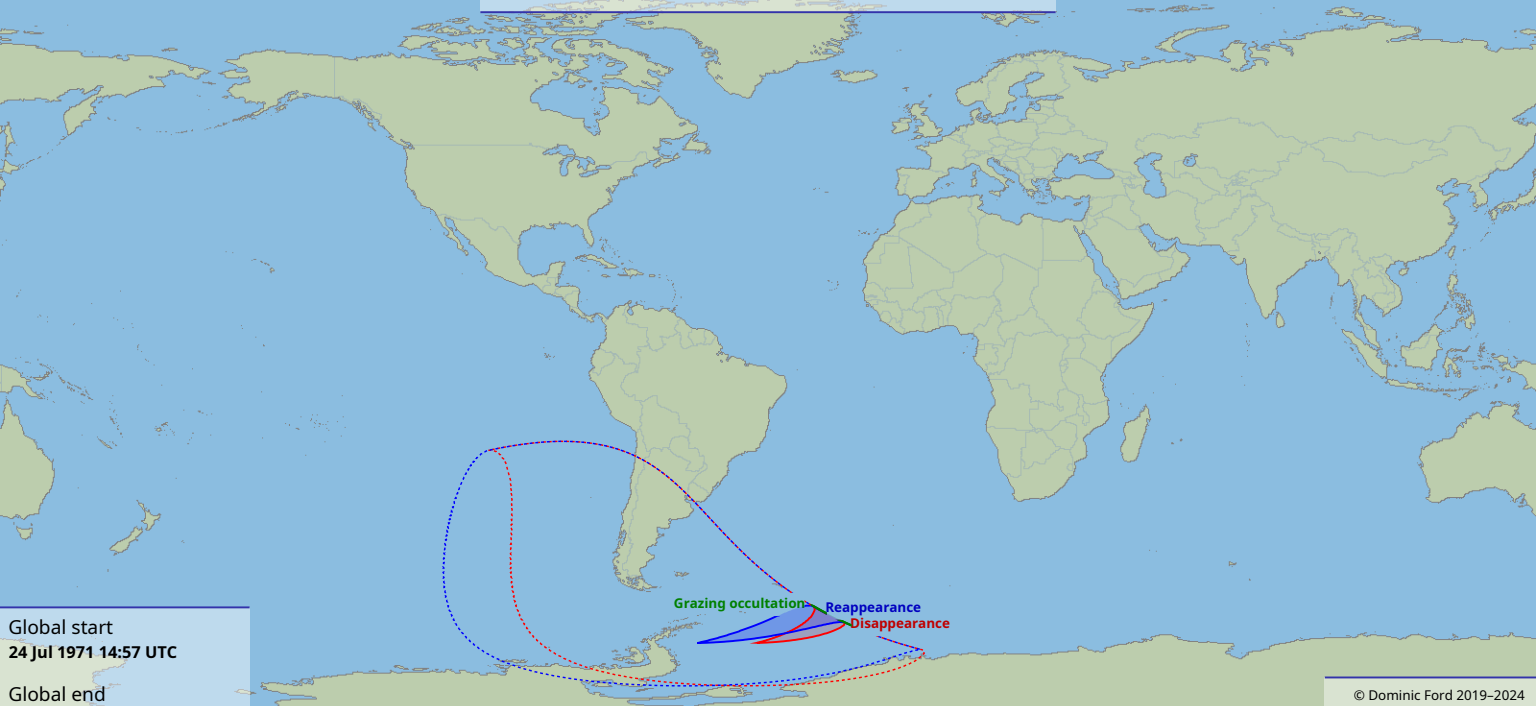 Grazing occultation
Reappearance
Disappearance
Global start
24 Jul 1971 14:57 UTC
Global end
© Dominic Ford 2019–2024